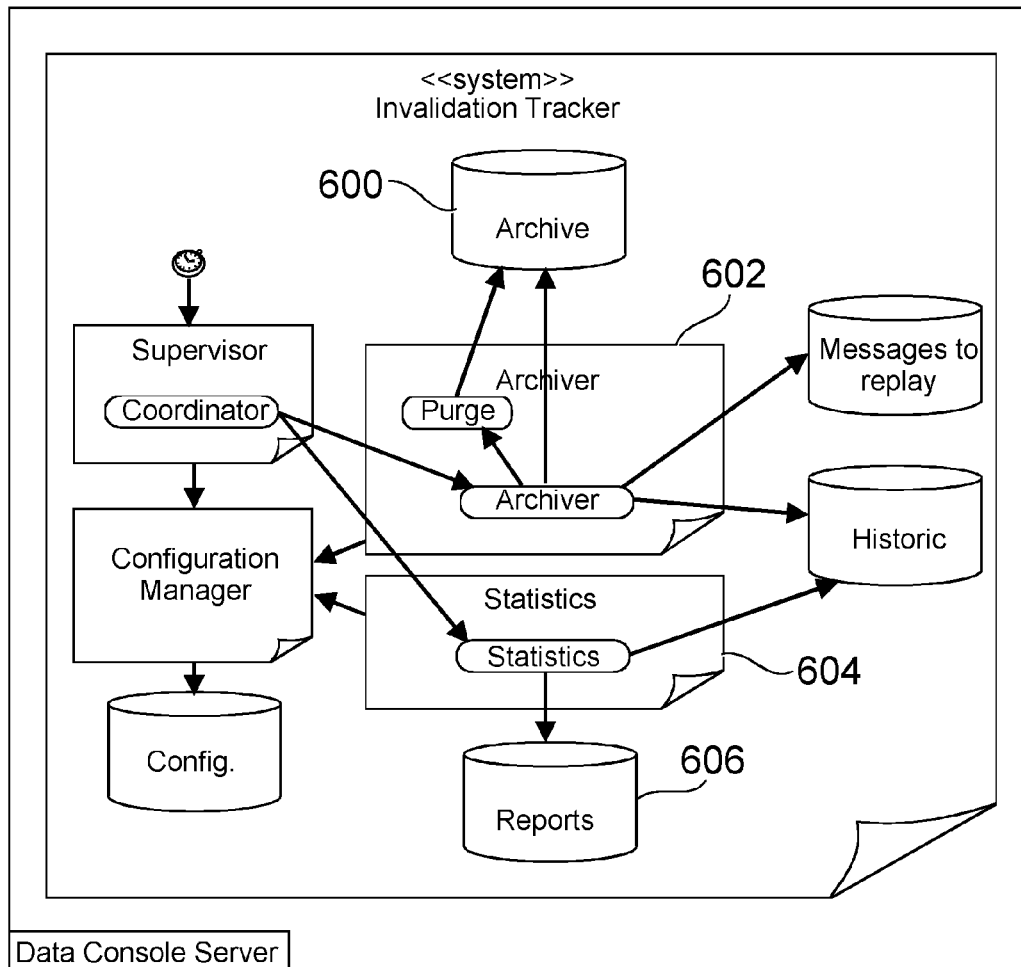 <<system>>
Invalidation Tracker
600
Archive
602
Supervisor
Coordinator
Archiver
Purge
Archiver
Messages to
replay
Configuration
Manager
Historic
Statistics
Statistics
604
Config.
606
Reports
Data Console Server